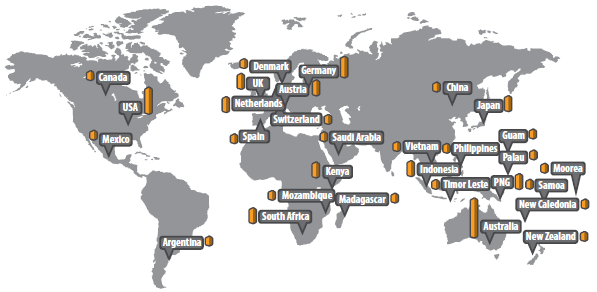 Canada
USA
Mexico
Argentina
Denmark
Germany
UK
Austria
Netherlands
Switzerland
Spain
Saudi Arabia
Kenya
Mozambique
Madagascar
South Africa
China
Japan
Vietnam
Philippines
Guam
Palau
Indonesia
Timor Leste
PNG
Samoa
Moorea
New Caledonia
Australia
New Zealand